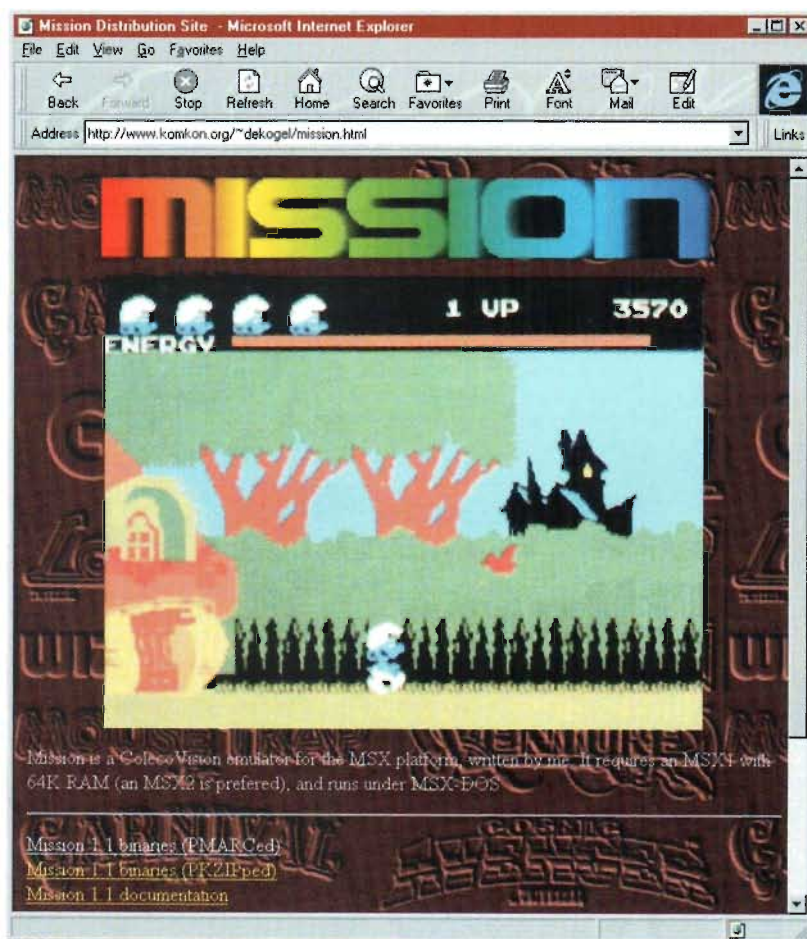 Mission Distribution Site - Microsoft Internet Explorer
File Edit View Go Favorites Help
Back Forward Stop Refresh Home Search Favorites Print Font Mail Edit
Address http://www.komkon.org/~dekogel/mission.html Links
mission
1 UP 3570
ENERGY
Mission is a ColecoVision emulator for the MSX platform, written by me. It requires an MSX1 with
64K RAM (an MSX2 is prefered), and runs under MSX-DOS
Mission 1.1 binaries (PMARCed)
Mission 1.1 binaries (PKZIPped)
Mission 1.1 documentation